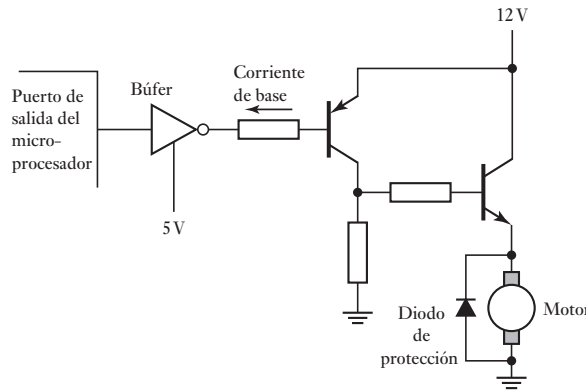 12 V
Puerto de
salida del
micro-
procesador
Búfer
Corriente
de base
5 V
Diodo
de
protección
Motor